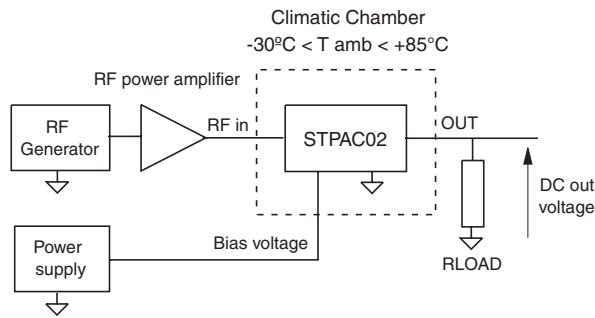 Climatic Chamber
-30ºC < T amb < +85°C
RF power amplifier
RF
Generator
RF in
STPAC02
OUT
DC out
voltage
Power
supply
Bias voltage
RLOAD